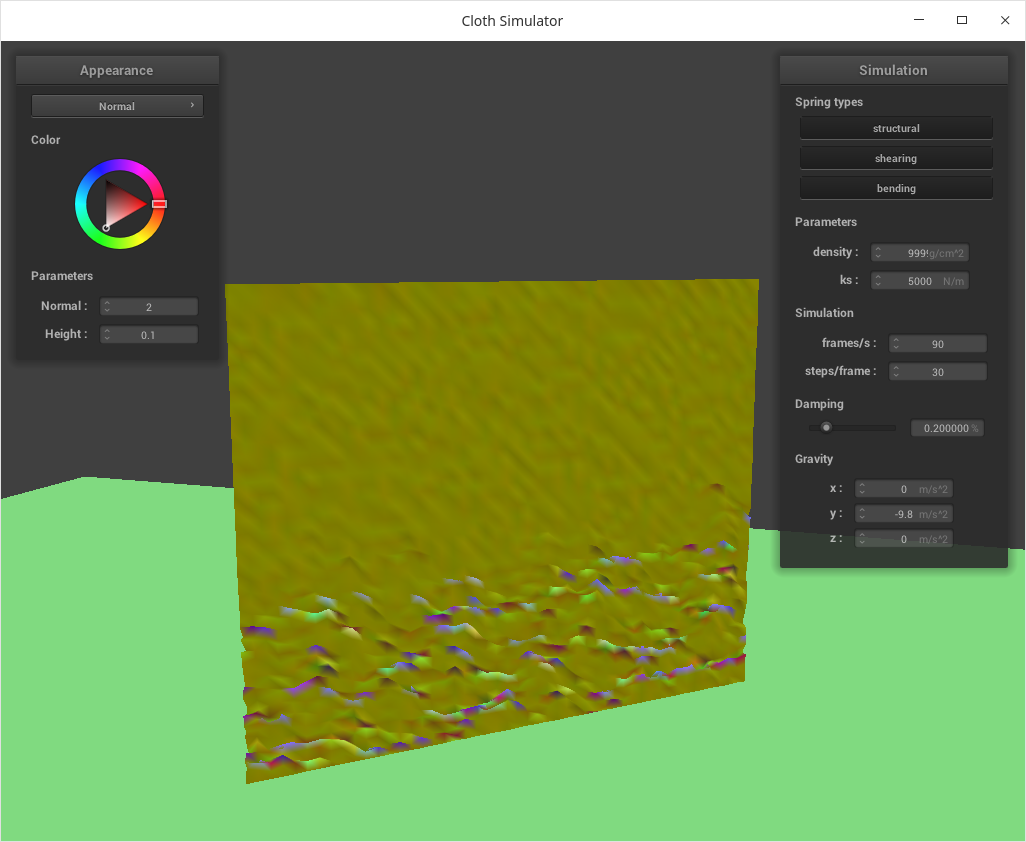 Cloth Simulator
Appearance
Normal
Color
Parameters
Normal : 2
Height : 0.1
Simulation
Spring types
structural
shearing
bending
Parameters
density : g/cm^2
ks : 5000 N/m
Simulation
frames/s : 90
steps/frame : 30
Damping
0.200000 %
Gravity
x : 0 m/s^2
y : -9.8 m/s^2
z : 0 m/s^2